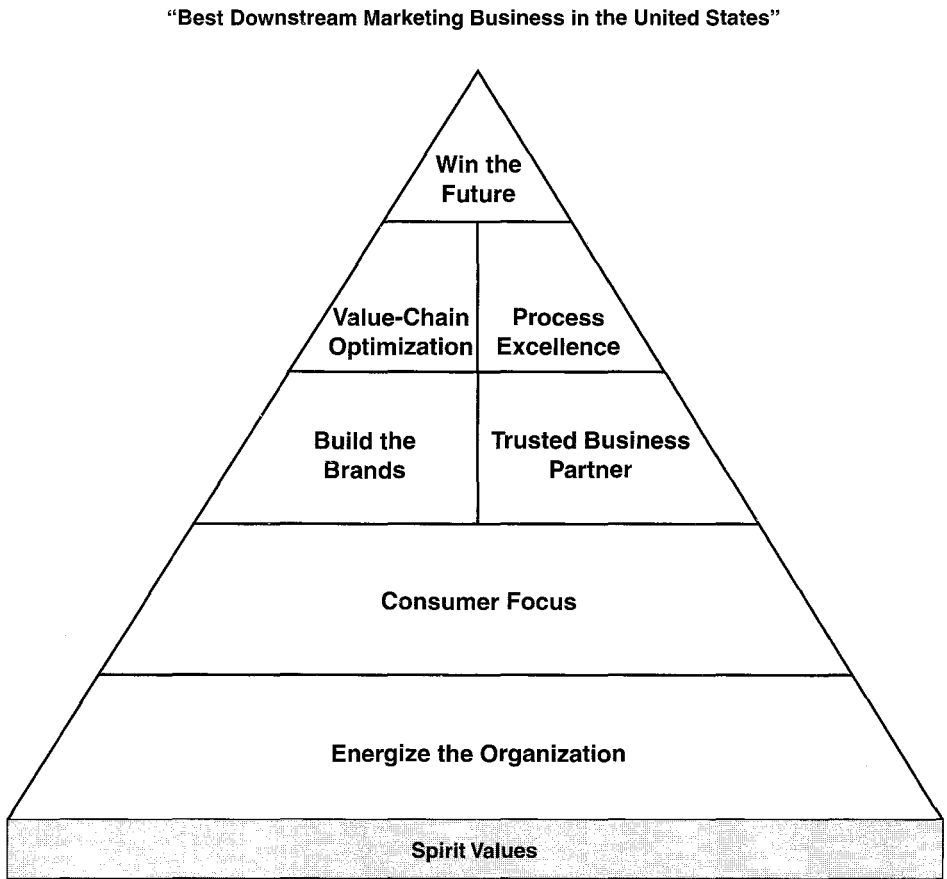 “Best Downstream Marketing Business in the United States”
Win the
Future
Value-Chain
Optimization
Process
Excellence
Build the
Brands
Trusted Business
Partner
Consumer Focus
Energize the Organization
Spirit Values